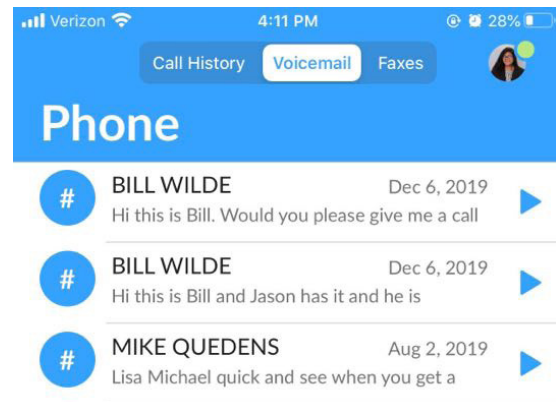 Verizon 4:11 PM 28%
Call History Voicemail Faxes
Phone
# BILL WILDE Dec 6, 2019
Hi this is Bill. Would you please give me a call
# BILL WILDE Dec 6, 2019
Hi this is Bill and Jason has it and he is
# MIKE QUEDENS Aug 2, 2019
Lisa Michael quick and see when you get a